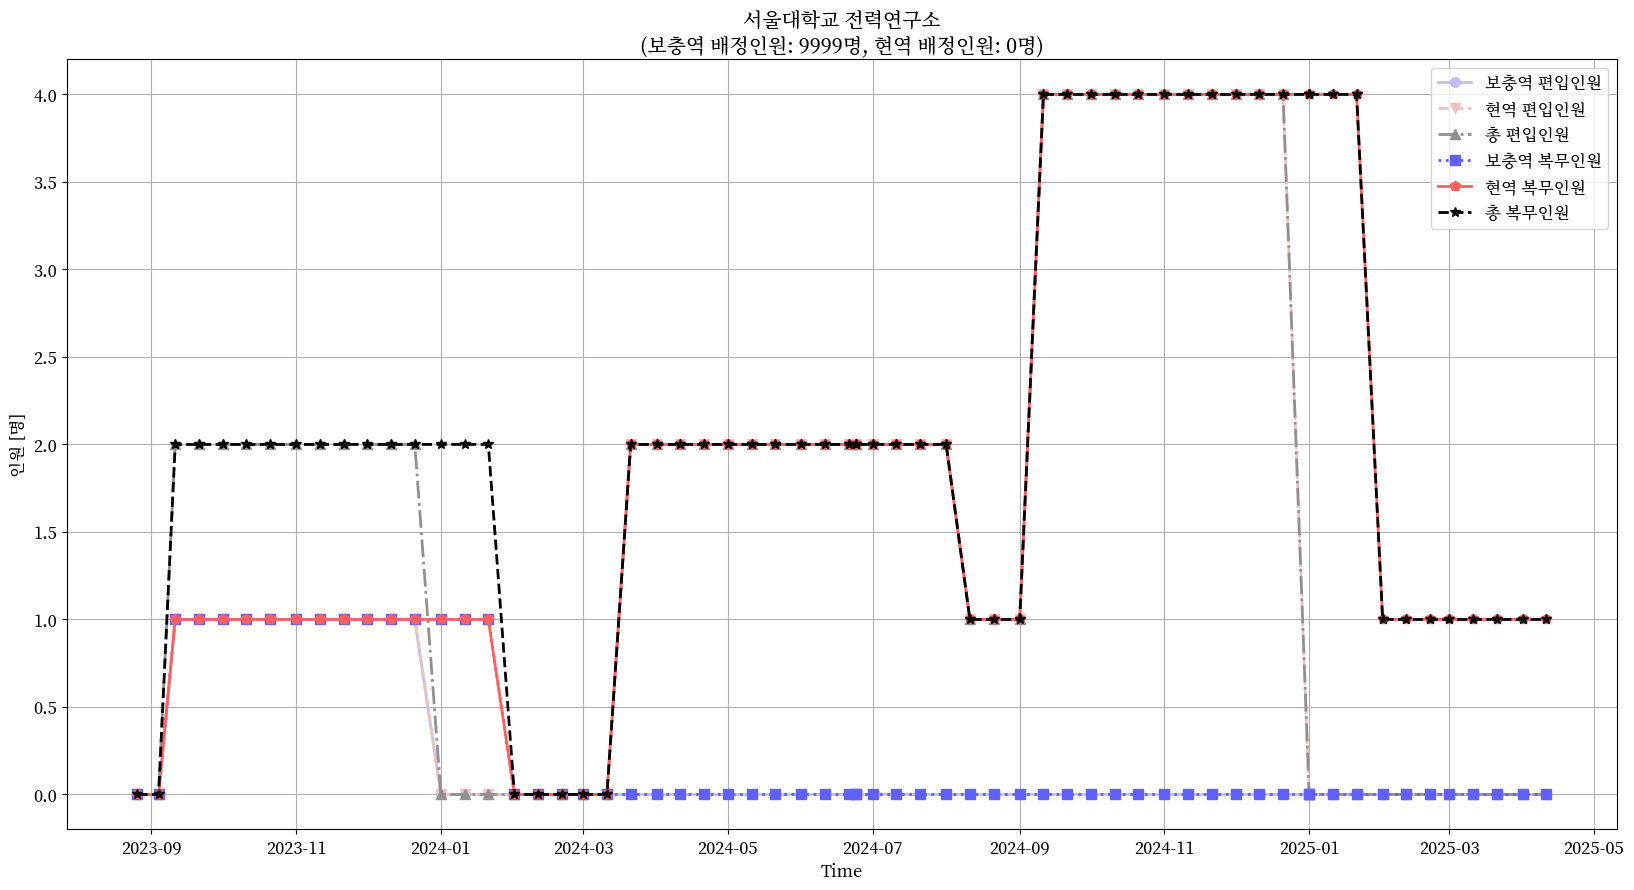 서울대학교 전력연구소
(보충역 배정인원: 9999명, 현역 배정인원: 0명)
보충역 편입인원
현역 편입인원
총 편입인원
보충역 복무인원
현역 복무인원
총 복무인원
인원 [명]
4.0
3.5
3.0
2.5
2.0
1.5
1.0
0.5
0.0
2023-09 2023-11 2024-01 2024-03 2024-05 2024-07 2024-09 2024-11 2025-01 2025-03 2025-05
Time